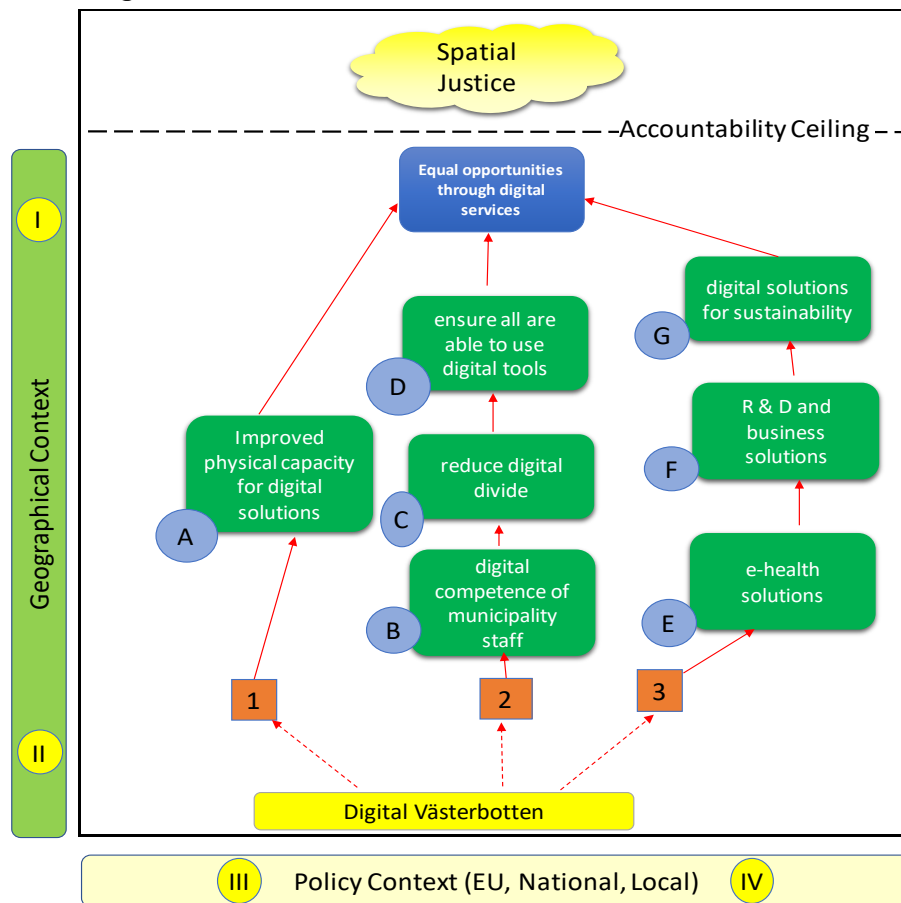 Spatial
Justice
Accountability Ceiling
Equal opportunities
through digital
services
I
digital solutions
for sustainability
G
ensure all are
able to use
digital tools
D
R & D and
business
solutions
F
Improved
physical capacity
for digital
solutions
A
reduce digital
divide
C
digital
competence of
municipality
staff
B
e-health
solutions
E
1
2
3
II
Geographical Context
Digital Västerbotten
III
Policy Context (EU, National, Local)
IV